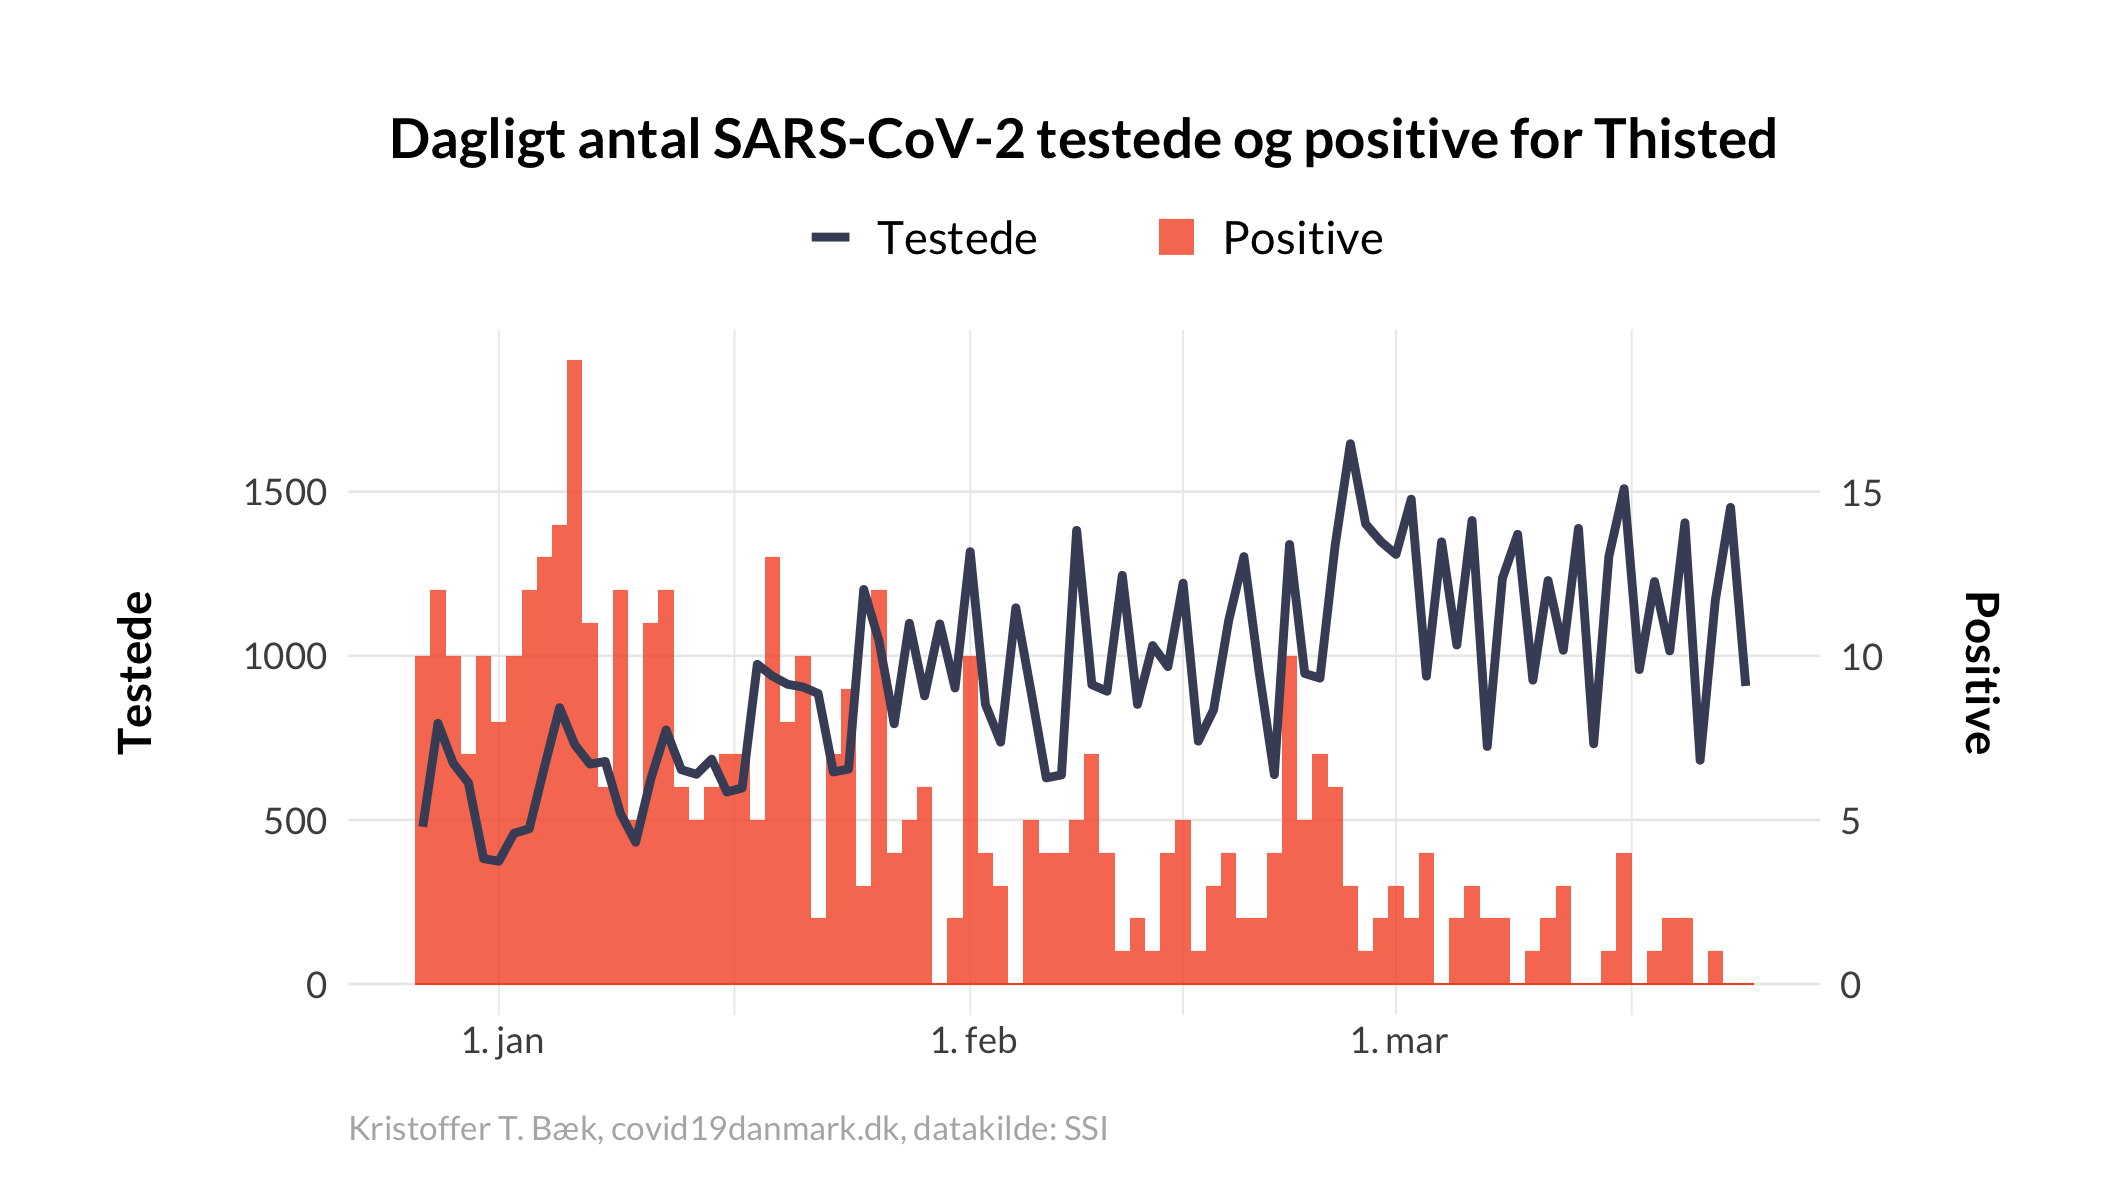 Dagligt antal SARS-CoV-2 testede og positive for Thisted
Testede
Positive
Testede
1500
1000
500
0
15
10
5
0
Positive
1. jan
1. feb
1. mar
Kristoffer T. Bæk, covid19danmark.dk, datakilde: SSI